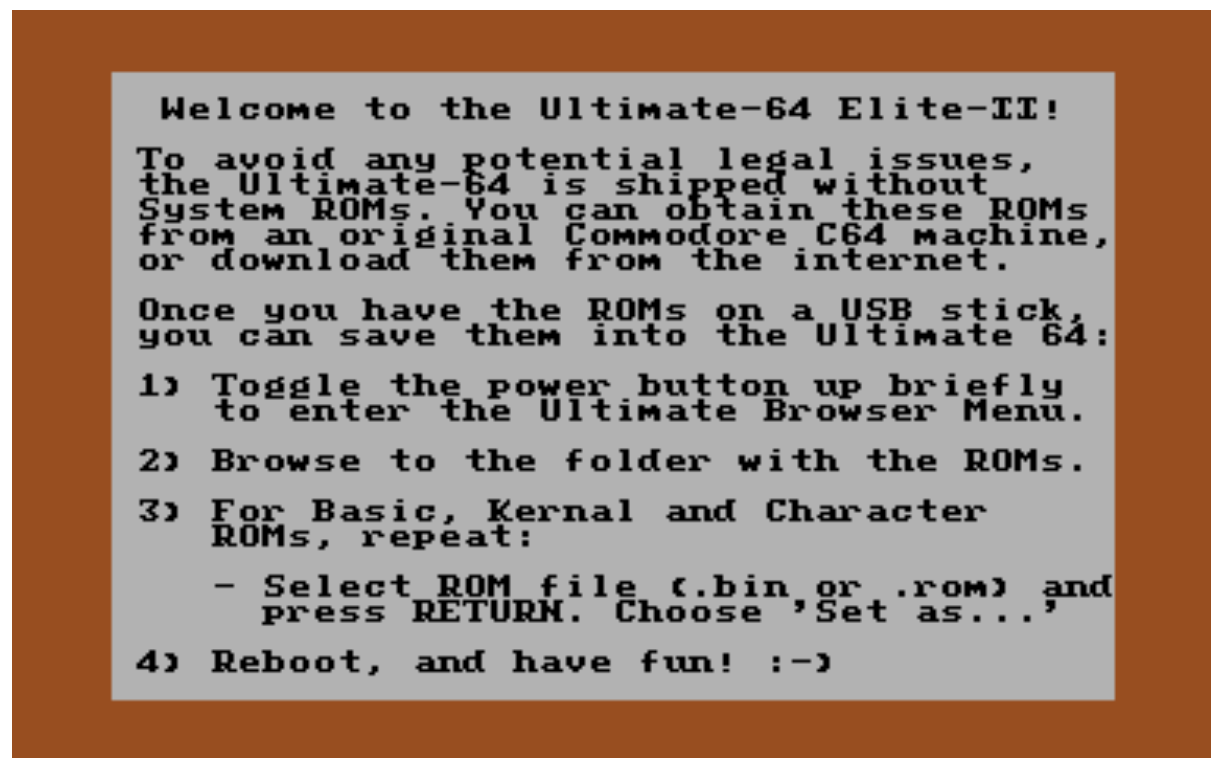 Welcome to the Ultimate-64 Elite-II!
To avoid any potential legal issues,
the Ultimate-64 is shipped without
System ROMs. You can obtain these ROMs
from an original Commodore C64 machine,
or download them from the internet.
Once you have the ROMs on a USB stick,
you can save them into the Ultimate 64:
1) Toggle the power button up briefly
to enter the Ultimate Browser Menu.
2) Browse to the folder with the ROMs.
3) For Basic, Kernal and Character
ROMs, repeat:
- Select ROM file (.bin or .rom) and
press RETURN. Choose 'Set as...'
4) Reboot, and have fun! :-)